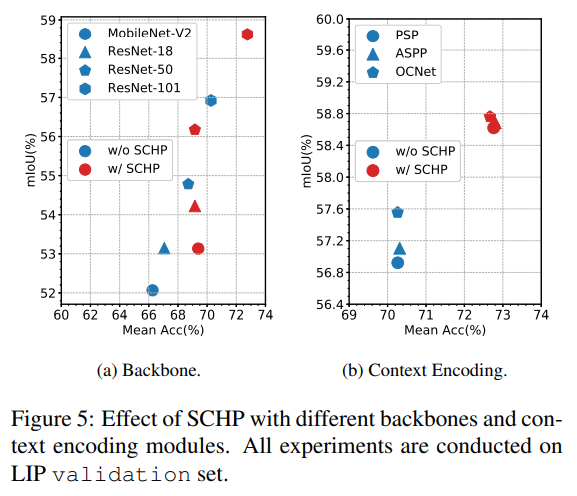 59
58
57
56
55
54
53
52
mIoU(%)
MobileNet-V2
ResNet-18
ResNet-50
ResNet-101
w/o SCHP
w/ SCHP
60 62 64 66 68 70 72 74
Mean Acc(%)
(a) Backbone.
60.0
59.6
59.2
58.8
58.4
58.0
57.6
57.2
56.8
56.4
mIoU(%)
PSP
ASPP
OCNet
w/o SCHP
w/ SCHP
69 70 71 72 73 74
Mean Acc(%)
(b) Context Encoding.
Figure 5: Effect of SCHP with different backbones and con-
text encoding modules. All experiments are conducted on
LIP validation set.